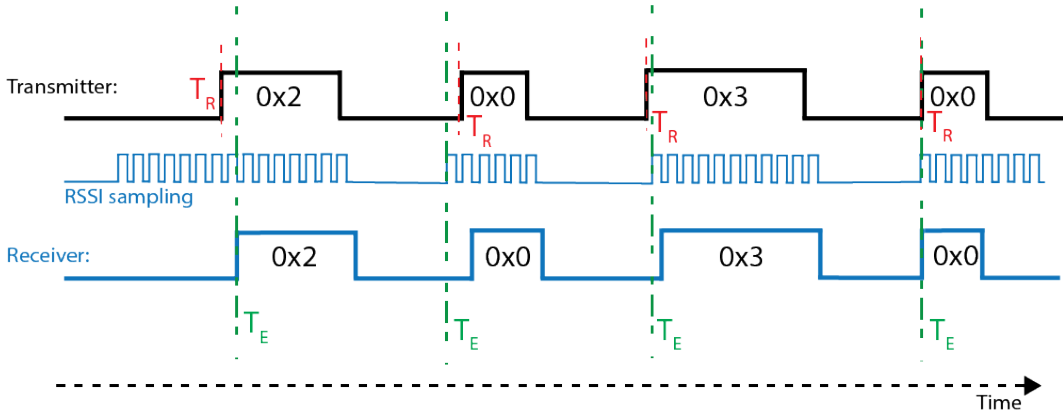 Transmitter:
T_R 0x2 0x0 T_R 0x3 T_R 0x0 T_R
RSSI sampling
Receiver:
0x2 0x0 0x3 0x0
T_E T_E T_E T_E
Time